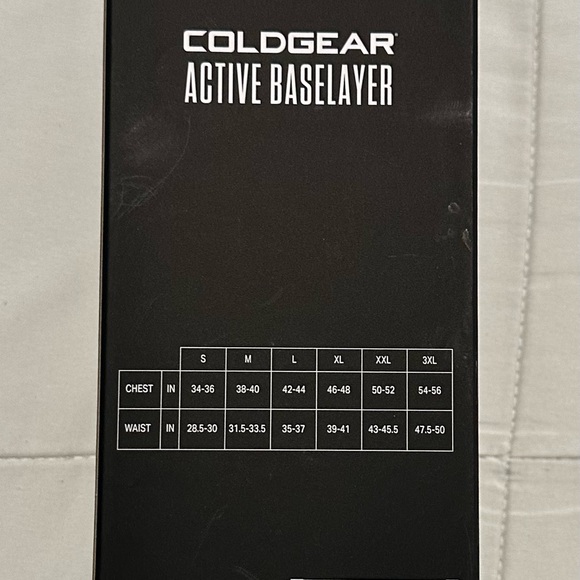 COLDGEAR®
ACTIVE BASELAYER
S M L XL XXL 3XL
CHEST IN 34-36 38-40 42-44 46-48 50-52 54-56
WAIST IN 28.5-30 31.5-33.5 35-37 39-41 43-45.5 47.5-50